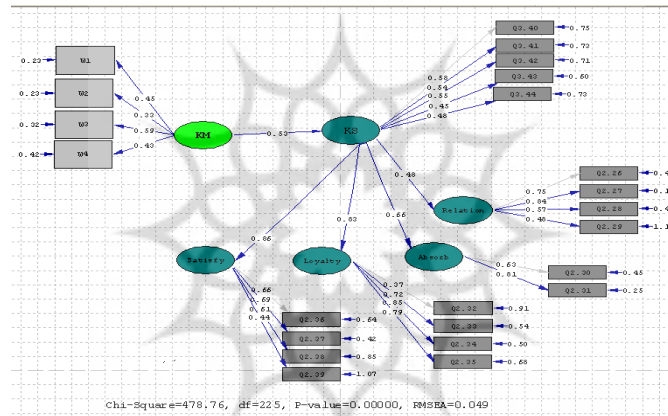 Q3.40 0.75
Q3.41 0.73
0.23 W1
Q3.42 0.71
Q3.43 0.60
0.58
0.54
0.55
0.45
0.48
Q3.44 0.73
0.23 W2
0.45
0.33
0.59
0.40
0.32 W3
KM 0.53 KS
0.42 W4
0.48
Q2.26
0.75
0.84
0.57
0.48
Q2.27
Relation
Q2.28
0.66
0.83
Q2.29
0.86
Satisfy Loyalty Absorb
0.63
0.81
Q2.30 0.45
Q2.31 0.25
0.66
0.69
0.61
0.44
0.37
0.72
0.85
0.79
Q2.32 0.91
Q2.36 0.64
Q2.33 0.54
Q2.37 0.42
Q2.34 0.50
Q2.38 0.85
Q2.35 0.68
Q2.39 1.07
Chi-Square=478.76, df=225, P-value=0.00000, RMSEA=0.049